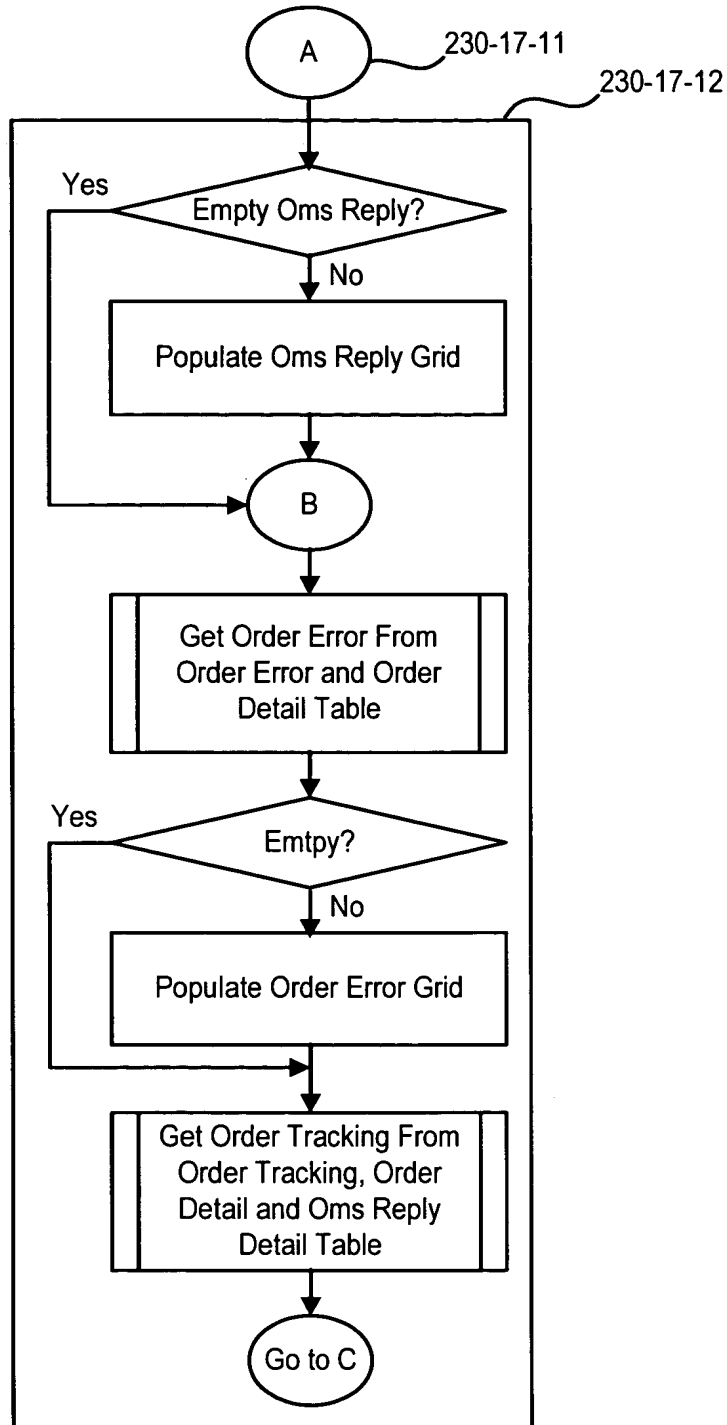 A
230-17-11
230-17-12
Yes
Empty Oms Reply?
No
Populate Oms Reply Grid
B
Get Order Error From
Order Error and Order
Detail Table
Yes
Emtpy?
No
Populate Order Error Grid
Get Order Tracking From
Order Tracking, Order
Detail and Oms Reply
Detail Table
Go to C